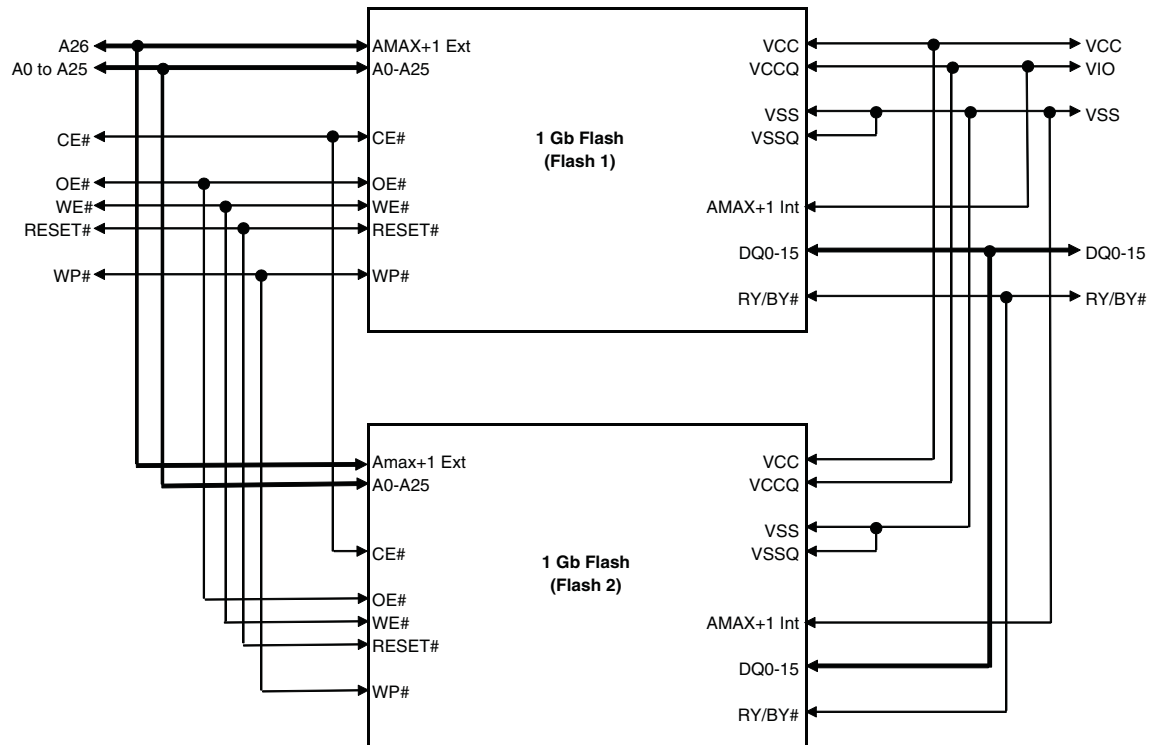 A26
A0 to A25
CE#
OE#
WE#
RESET#
WP#
AMAX+1 Ext
A0-A25
CE#
OE#
WE#
RESET#
WP#
1 Gb Flash
(Flash 1)
VCC
VCCQ
VSS
VSSQ
AMAX+1 Int
DQ0-15
RY/BY#
VCC
VIO
VSS
DQ0-15
RY/BY#
Amax+1 Ext
A0-A25
CE#
OE#
WE#
RESET#
WP#
1 Gb Flash
(Flash 2)
VCC
VCCQ
VSS
VSSQ
AMAX+1 Int
DQ0-15
RY/BY#